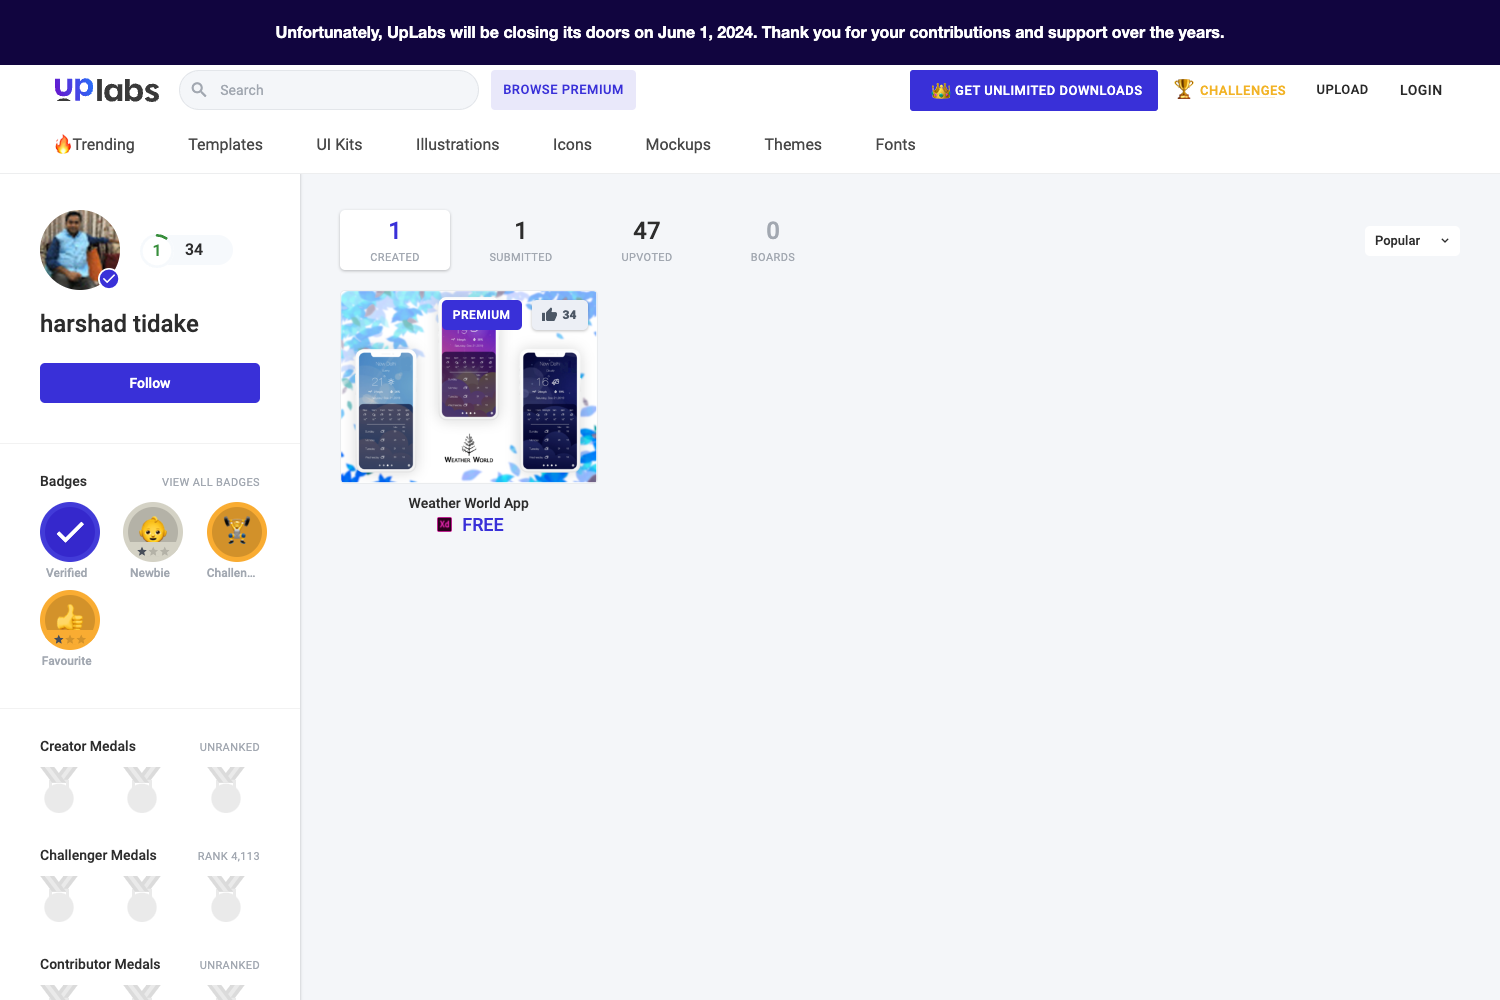 Unfortunately, UpLabs will be closing its doors on June 1, 2024. Thank you for your contributions and support over the years.
uplabs
Search
BROWSE PREMIUM
GET UNLIMITED DOWNLOADS
CHALLENGES
UPLOAD
LOGIN
Trending
Templates
UI Kits
Illustrations
Icons
Mockups
Themes
Fonts
1
34
harshad tidake
Follow
Badges
VIEW ALL BADGES
Verified
Newbie
Challen...
Favourite
Creator Medals
UNRANKED
Challenger Medals
RANK 4,113
Contributor Medals
UNRANKED
1
CREATED
1
SUBMITTED
47
UPVOTED
0
BOARDS
Popular
PREMIUM
34
WEATHER WORLD
Weather World App
Xd
FREE